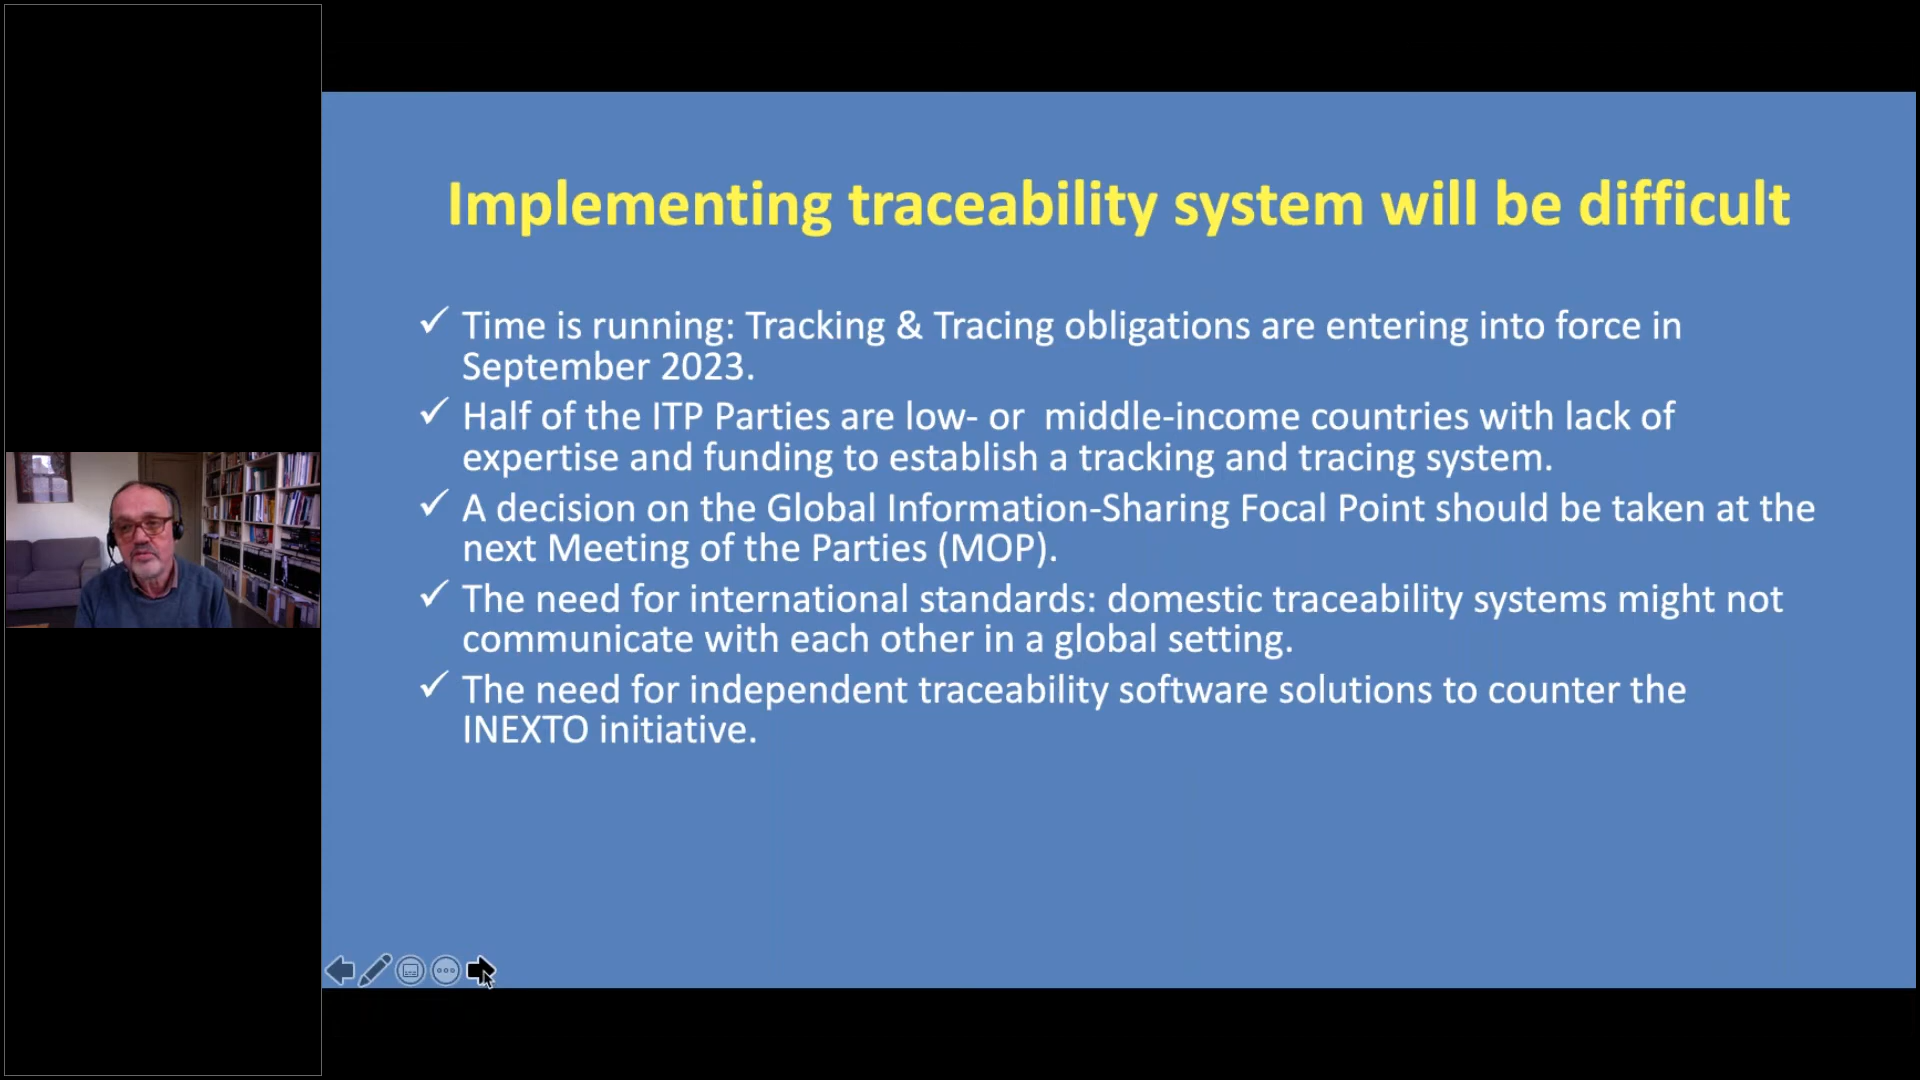 Implementing traceability system will be difficult
✓ Time is running: Tracking & Tracing obligations are entering into force in
September 2023.
✓ Half of the ITP Parties are low- or  middle-income countries with lack of
expertise and funding to establish a tracking and tracing system.
✓ A decision on the Global Information-Sharing Focal Point should be taken at the
next Meeting of the Parties (MOP).
✓ The need for international standards: domestic traceability systems might not
communicate with each other in a global setting.
✓ The need for independent traceability software solutions to counter the
INEXTO initiative.